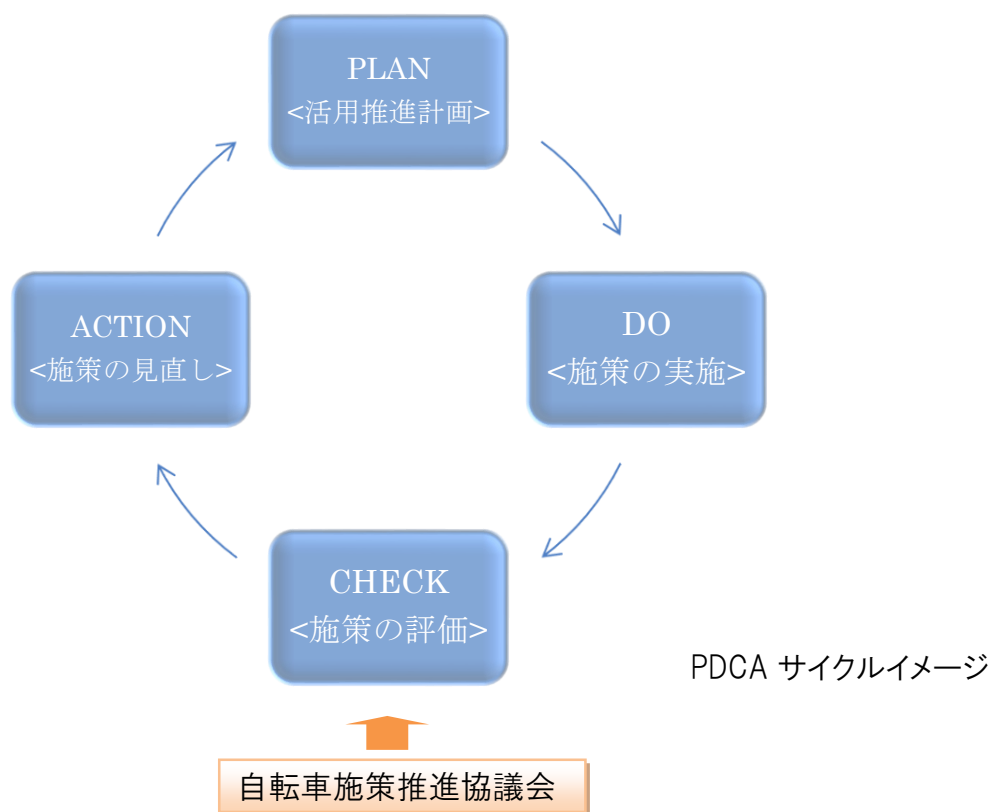 PLAN
<活用推進計画>
ACTION
<施策の見直し>
DO
<施策の実施>
CHECK
<施策の評価>
PDCA サイクルイメージ
自転車施策推進協議会